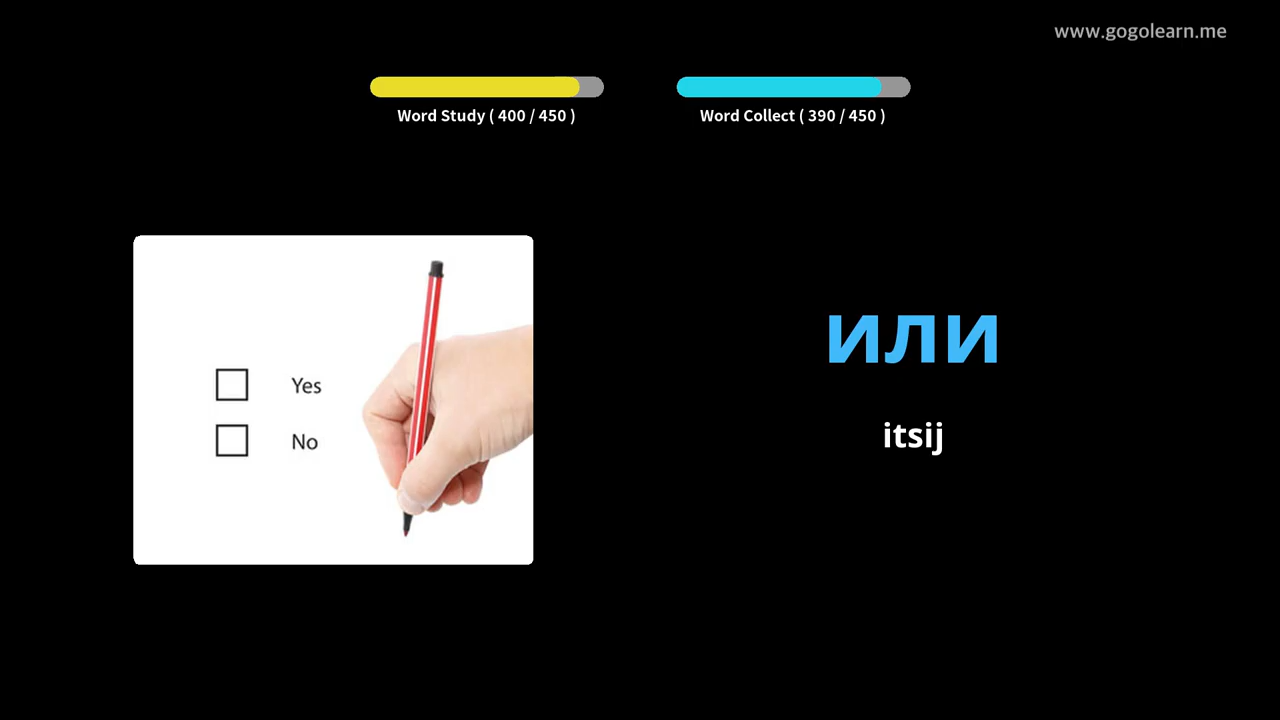 www.gogolearn.me
Word Study ( 400 / 450 )
Word Collect ( 390 / 450 )
Yes
No
или
itsij